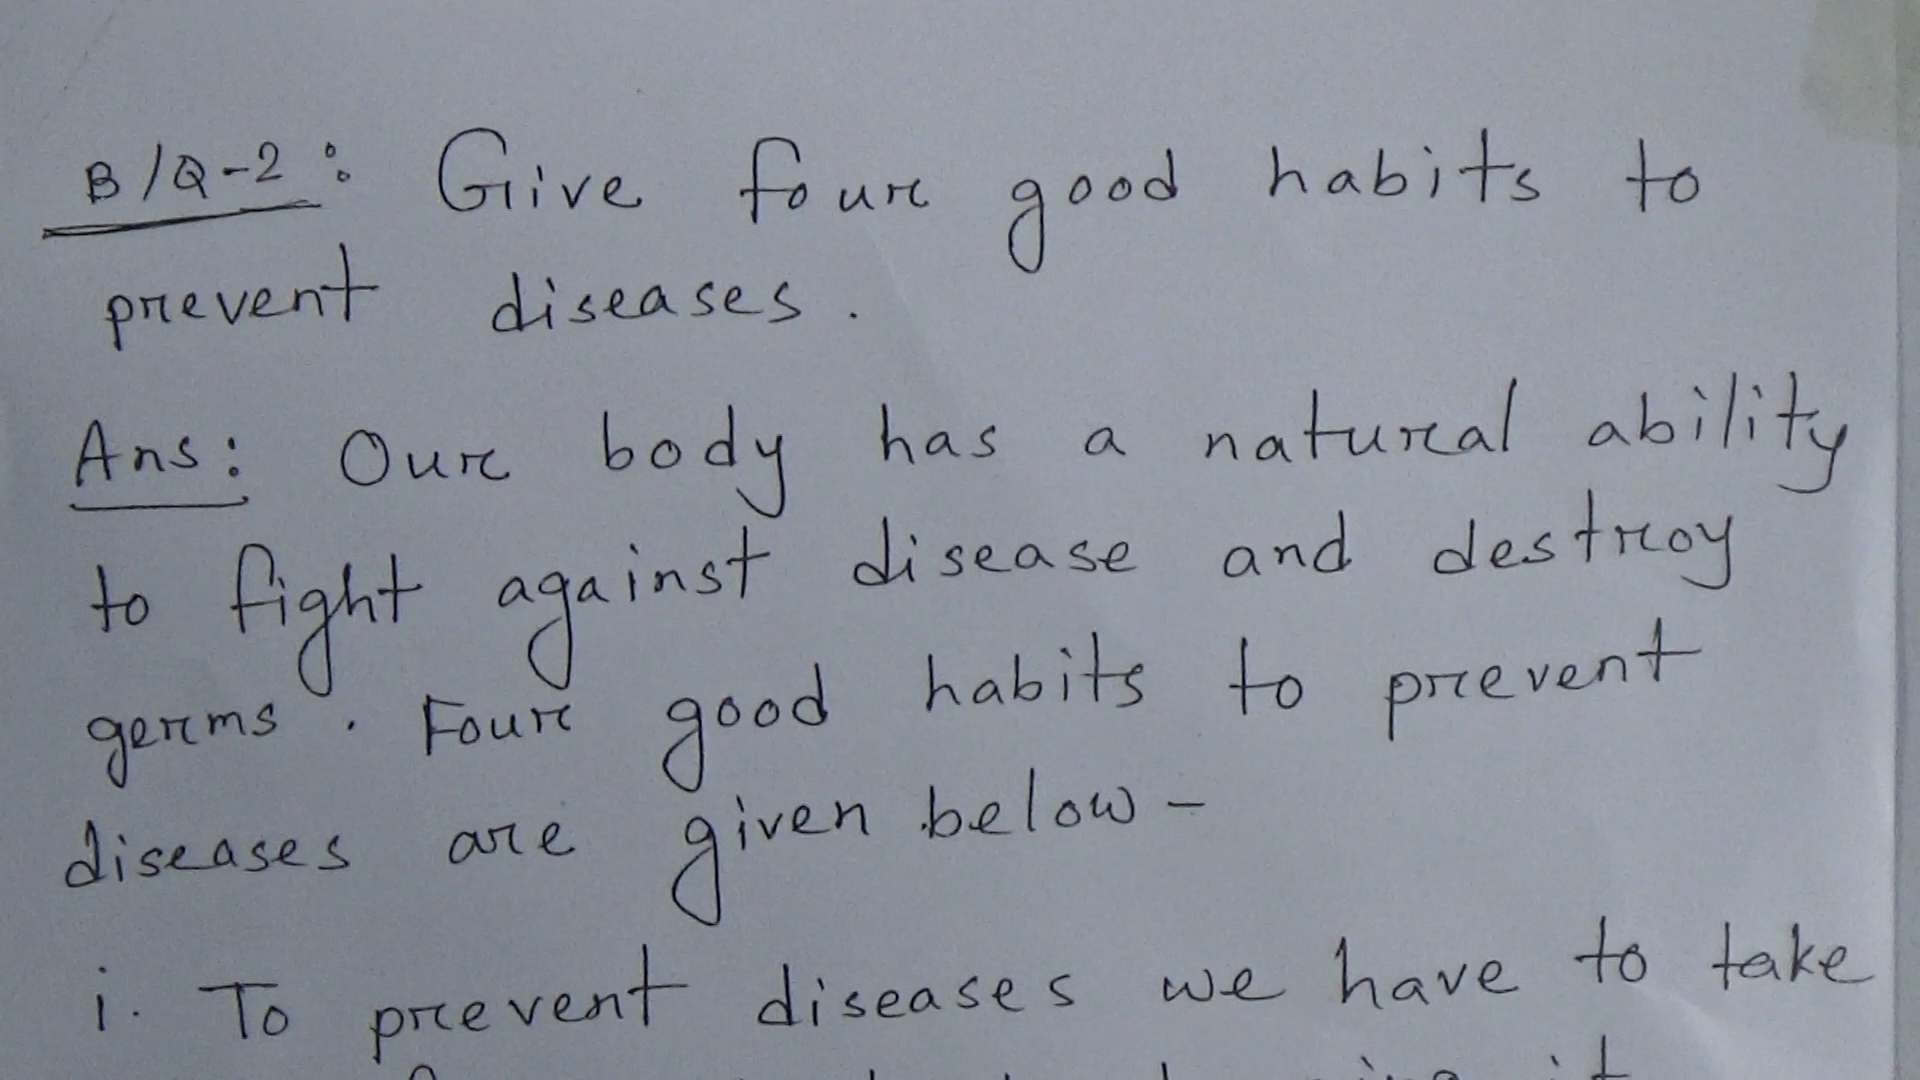 B/Q-2: Give four good habits to
prevent diseases.
Ans: Our body has a natural ability
to fight against disease and destroy
germs. Four good habits to prevent
diseases are given below -
i. To prevent diseases we have to take